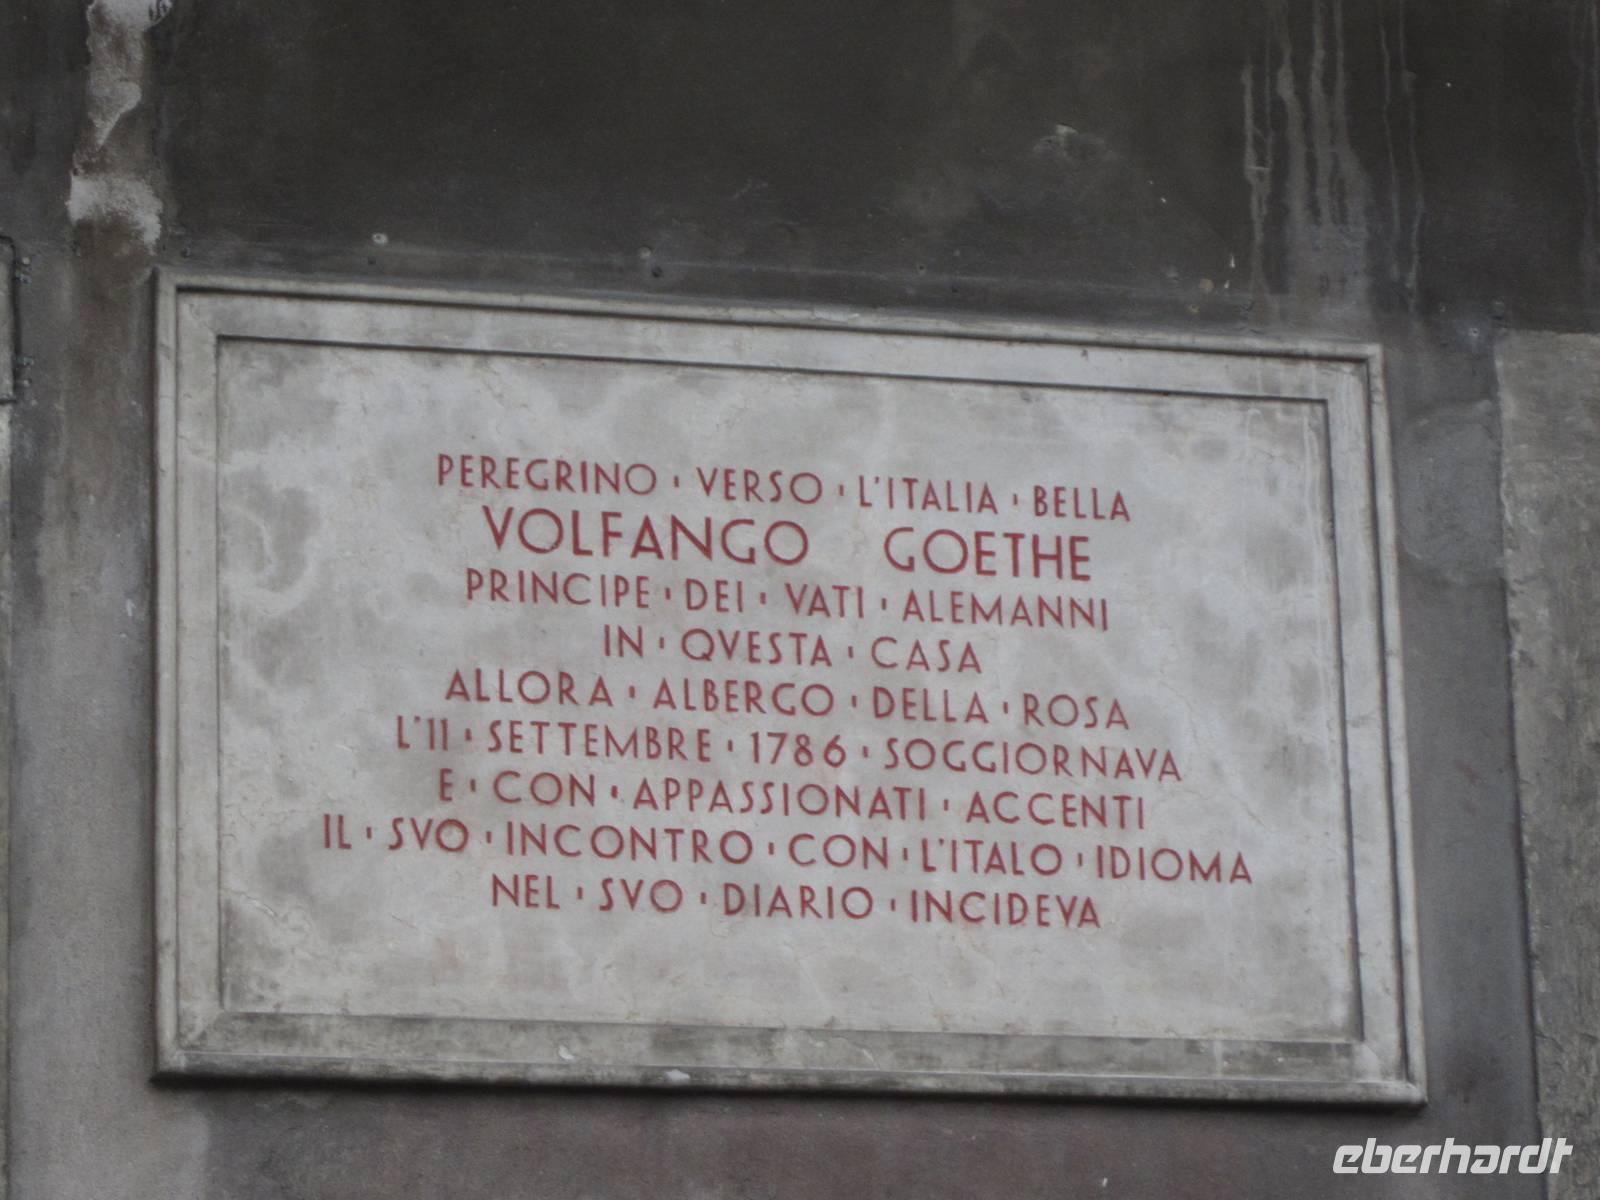 PEREGRINO · VERSO · L'ITALIA · BELLA
VOLFANGO GOETHE
PRINCIPE · DEI · VATI · ALEMANNI
IN · QVESTA · CASA
ALLORA · ALBERGO · DELLA · ROSA
L'11 · SETTEMBRE · 1786 · SOGGIORNAVA
E · CON · APPASSIONATI · ACCENTI
IL · SVO · INCONTRO · CON · L'ITALO · IDIOMA
NEL · SVO · DIARIO · INCIDEVA
eberhardt